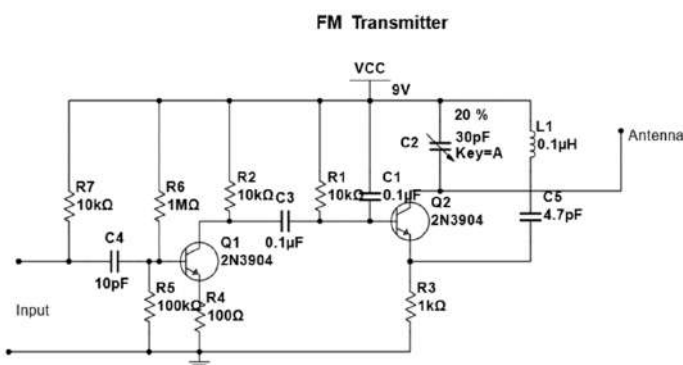 FM Transmitter
VCC
9V
20 %
30pF
Key=A
C2
L1
0.1µH
Antenna
R7
10kΩ
R6
1MΩ
R2
10kΩ
C3
0.1µF
R1
10kΩ
C1
0.1µF
Q2
2N3904
C5
4.7pF
C4
10pF
Q1
2N3904
R5
100kΩ
R4
100Ω
R3
1kΩ
Input